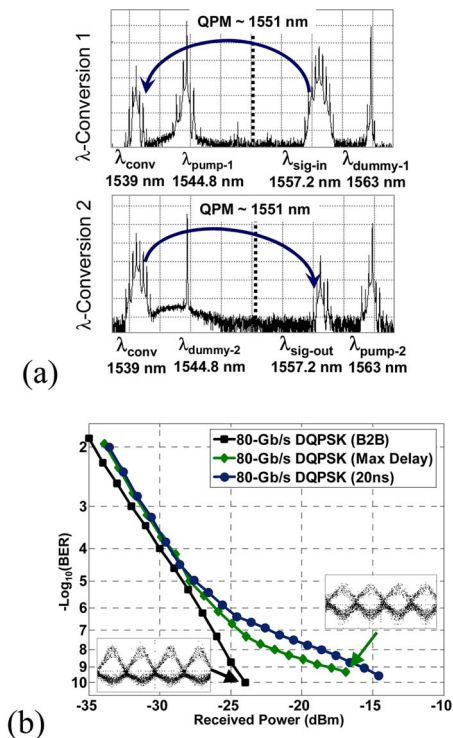 QPM ~ 1551 nm
λ-Conversion 1
λconv λpump-1 λsig-in λdummy-1
1539 nm 1544.8 nm 1557.2 nm 1563 nm
QPM ~ 1551 nm
λ-Conversion 2
λconv λdummy-2 λsig-out λpump-2
1539 nm 1544.8 nm 1557.2 nm 1563 nm
(a)
80-Gb/s DQPSK (B2B)
80-Gb/s DQPSK (Max Delay)
80-Gb/s DQPSK (20ns)
-Log10(BER)
2
3
4
5
6
7
8
9
10
-35 -30 -25 -20 -15 -10
Received Power (dBm)
(b)